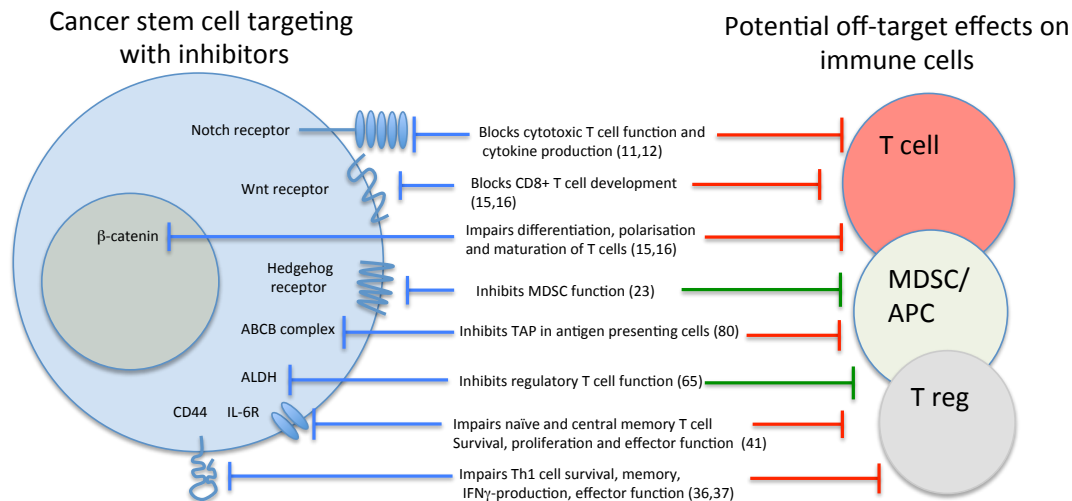 Cancer stem cell targeting
with inhibitors
Potential off-target effects on
immune cells
Notch receptor
Blocks cytotoxic T cell function and
cytokine production (11,12)
T cell
Wnt receptor
Blocks CD8+ T cell development
(15,16)
β-catenin
Impairs differentiation, polarisation
and maturation of T cells (15,16)
Hedgehog
receptor
Inhibits MDSC function (23)
MDSC/
APC
ABCB complex
Inhibits TAP in antigen presenting cells (80)
ALDH
Inhibits regulatory T cell function (65)
T reg
CD44
IL-6R
Impairs naïve and central memory T cell
Survival, proliferation and effector function (41)
Impairs Th1 cell survival, memory,
IFNγ-production, effector function (36,37)